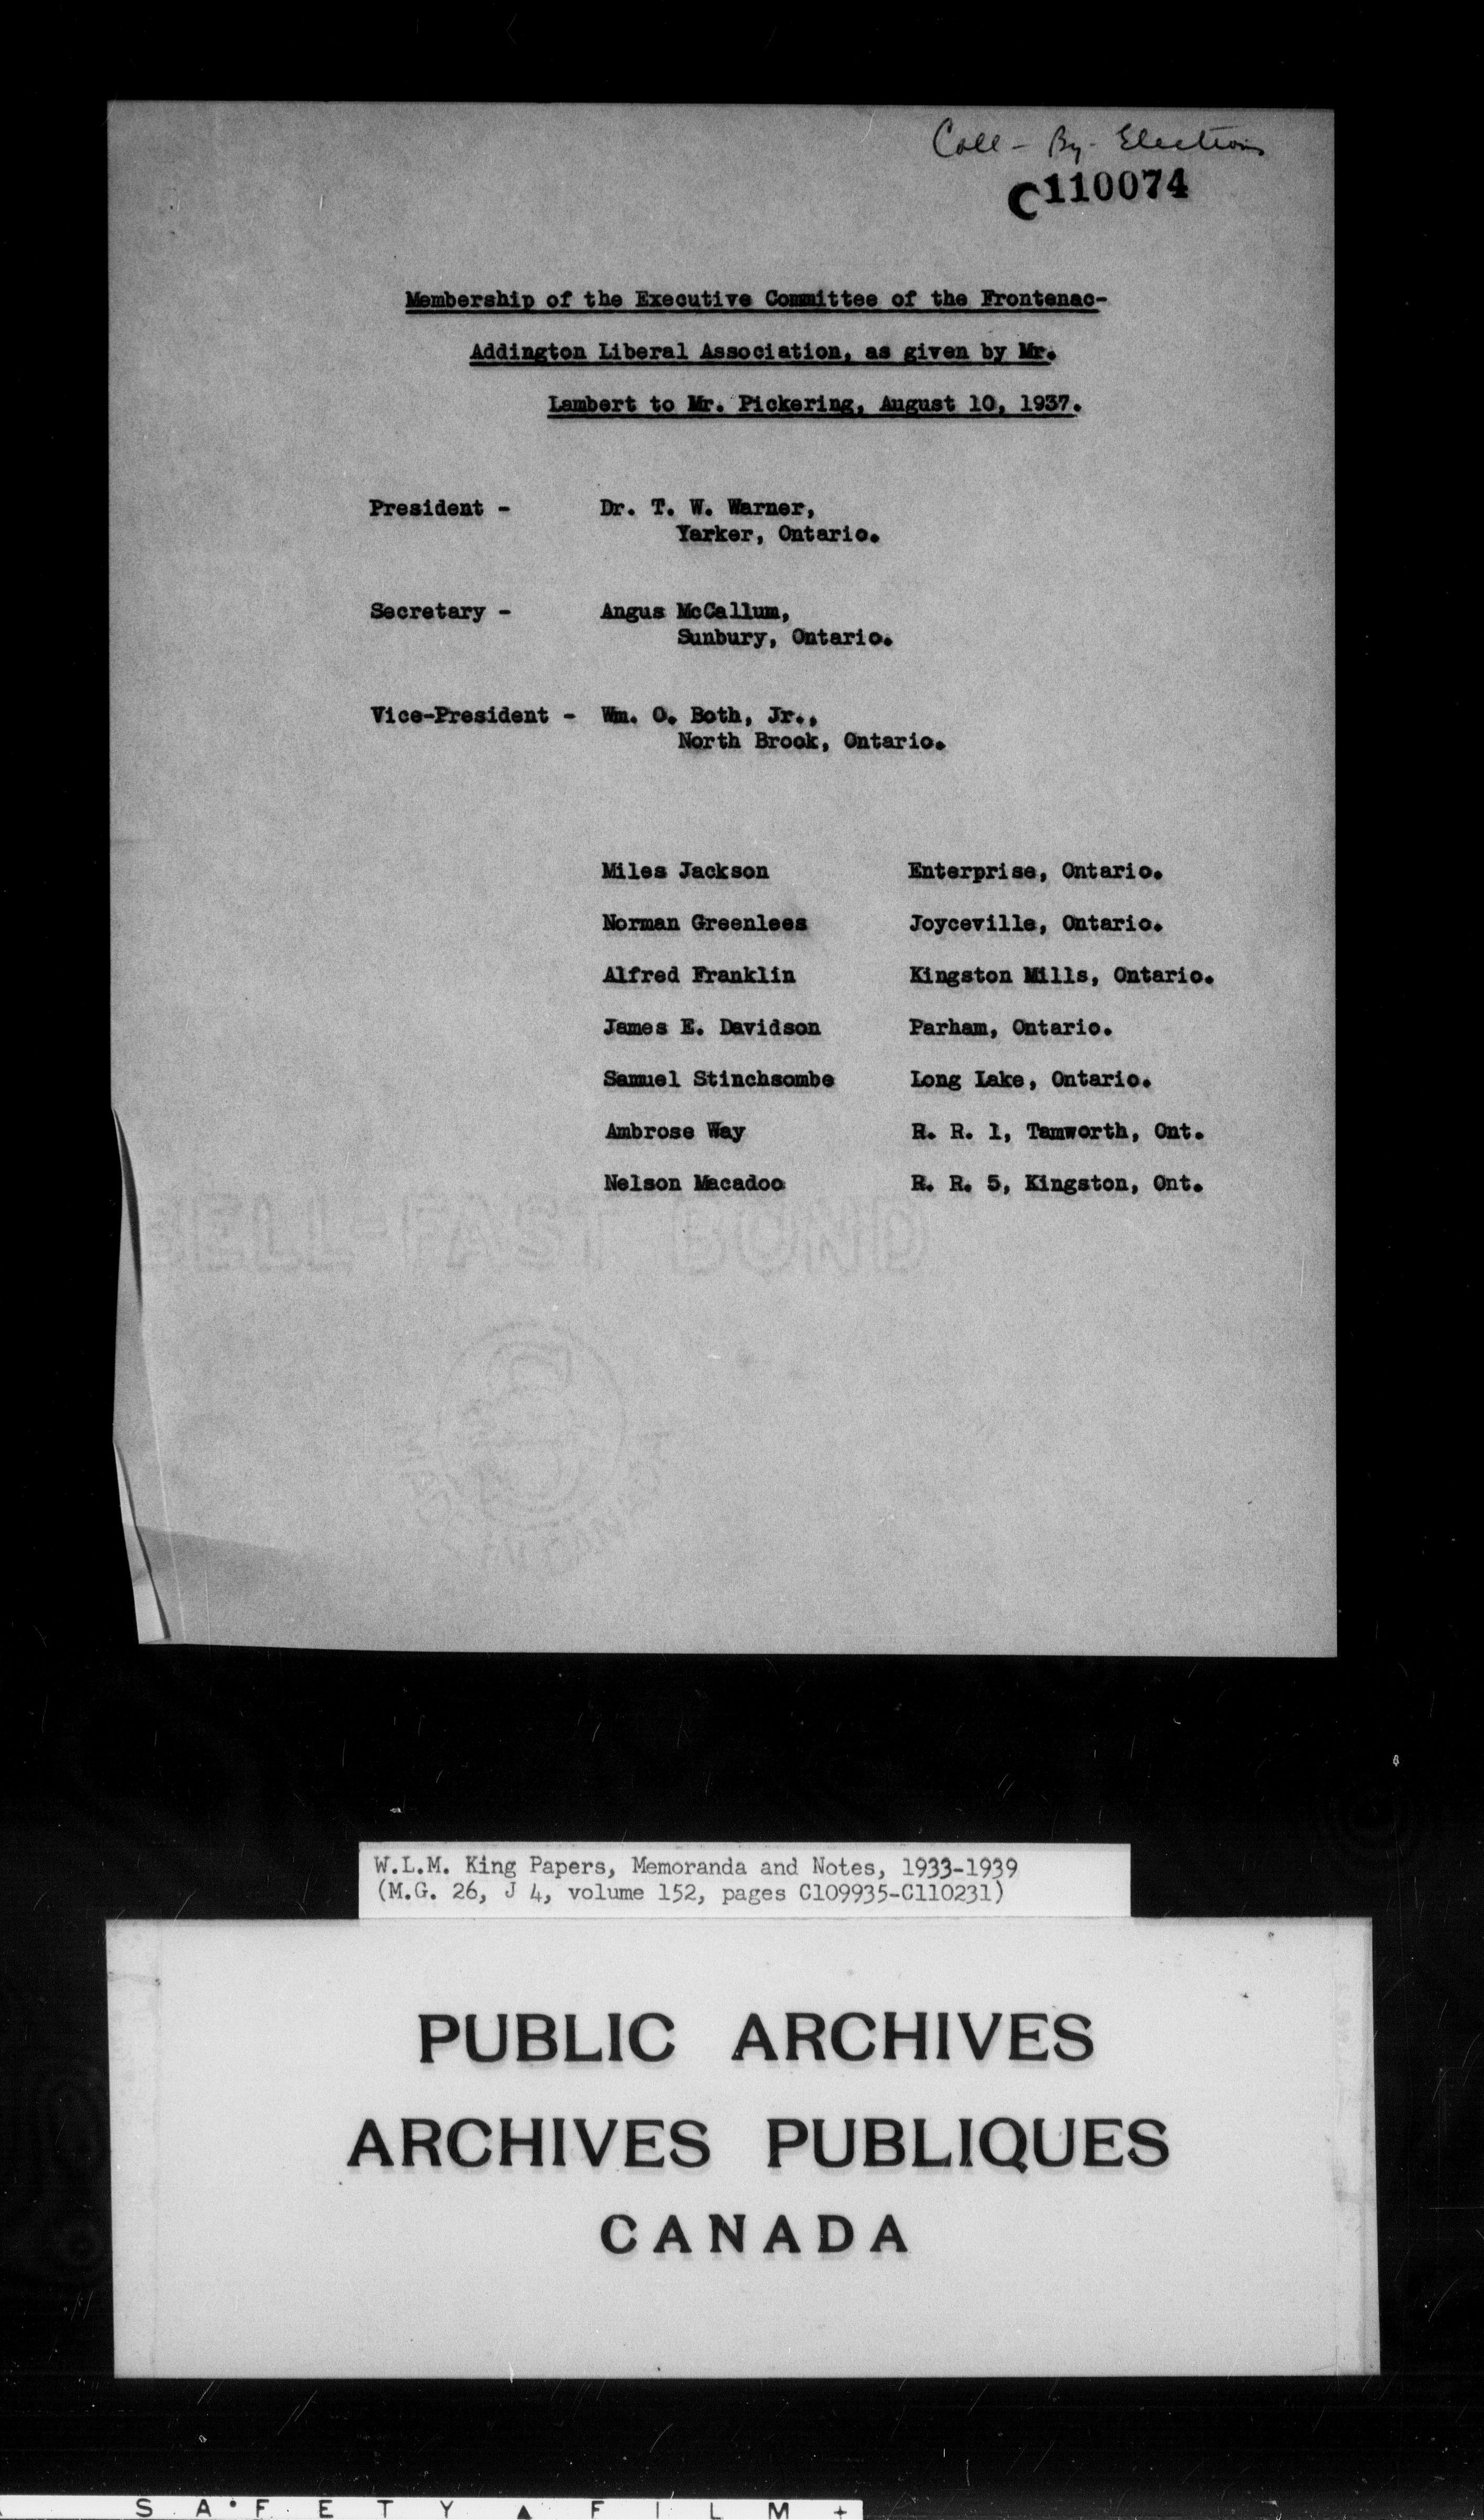 Coll - By-Elections
C110074
Membership of the Executive Committee of the Frontenac-
Addington Liberal Association, as given by Mr.
Lambert to Mr. Pickering, August 10, 1937.
President - Dr. T. W. Warner,
Yarker, Ontario.
Secretary - Angus McCallum,
Sunbury, Ontario.
Vice-President - Wm. O. Both, Jr.,
North Brook, Ontario.
Miles Jackson Enterprise, Ontario.
Norman Greenlees Joyceville, Ontario.
Alfred Franklin Kingston Mills, Ontario.
James E. Davidson Parham, Ontario.
Samuel Stinchsombe Long Lake, Ontario.
Ambrose Way R. R. 1, Tamworth, Ont.
Nelson Macadoo R. R. 5, Kingston, Ont.
BELL-FAST BOND
W.L.M. King Papers, Memoranda and Notes, 1933-1939
(M.G. 26, J 4, volume 152, pages C109935-C110231)
PUBLIC ARCHIVES
ARCHIVES PUBLIQUES
CANADA
SAFETY FILM